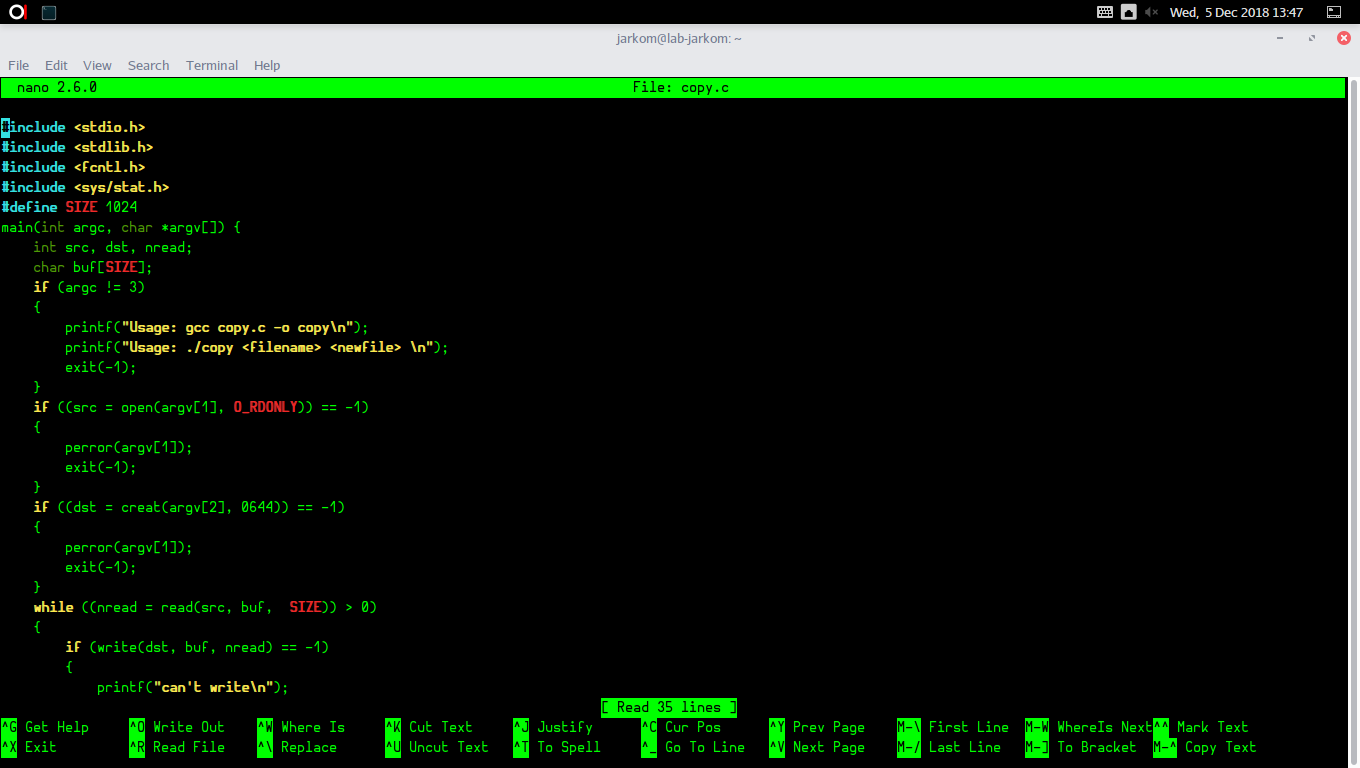 Wed, 5 Dec 2018 13:47
jarkom@lab-jarkom: ~
File Edit View Search Terminal Help
nano 2.6.0 File: copy.c
#include <stdio.h>
#include <stdlib.h>
#include <fcntl.h>
#include <sys/stat.h>
#define SIZE 1024
main(int argc, char *argv[]) {
    int src, dst, nread;
    char buf[SIZE];
    if (argc != 3)
    {
        printf("Usage: gcc copy.c -o copy\n");
        printf("Usage: ./copy <filename> <newfile> \n");
        exit(-1);
    }
    if ((src = open(argv[1], O_RDONLY)) == -1)
    {
        perror(argv[1]);
        exit(-1);
    }
    if ((dst = creat(argv[2], 0644)) == -1)
    {
        perror(argv[1]);
        exit(-1);
    }
    while ((nread = read(src, buf,  SIZE)) > 0)
    {
        if (write(dst, buf, nread) == -1)
        {
            printf("can't write\n");
[ Read 35 lines ]
^G Get Help ^O Write Out ^W Where Is ^K Cut Text ^J Justify ^C Cur Pos ^Y Prev Page M-\ First Line M-W WhereIs Next ^^ Mark Text
^X Exit ^R Read File ^\ Replace ^U Uncut Text ^T To Spell ^_ Go To Line ^V Next Page M-/ Last Line M-] To Bracket M-^ Copy Text